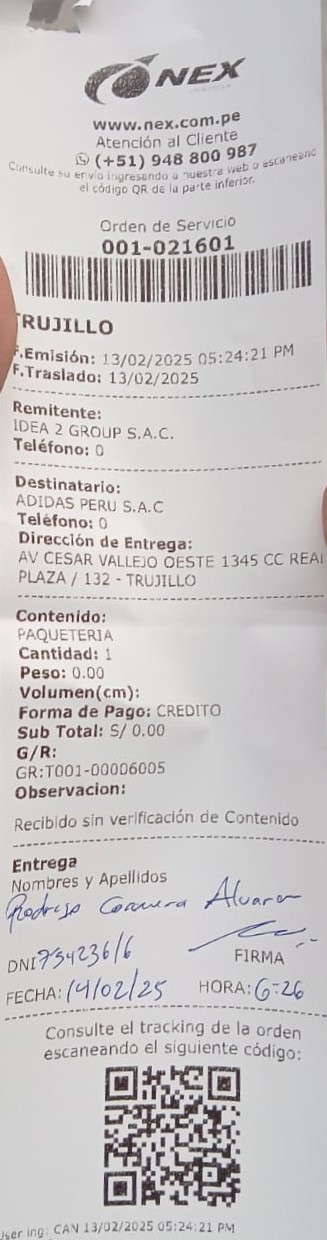 NEX
www.nex.com.pe
Atención al Cliente
(+51) 948 800 987
Consulte su envío ingresando a nuestra web o escaneand
el código QR de la parte inferior.
Orden de Servicio
001-021601
TRUJILLO
F.Emisión: 13/02/2025 05:24:21 PM
F.Traslado: 13/02/2025
Remitente:
IDEA 2 GROUP S.A.C.
Teléfono: 0
Destinatario:
ADIDAS PERU S.A.C
Teléfono: 0
Dirección de Entrega:
AV CESAR VALLEJO OESTE 1345 CC REAL
PLAZA / 132 - TRUJILLO
Contenido:
PAQUETERIA
Cantidad: 1
Peso: 0.00
Volumen(cm):
Forma de Pago: CREDITO
Sub Total: S/ 0.00
G/R:
GR:T001-00006005
Observacion:
Recibido sin verificación de Contenido
Entrega
Nombres y Apellidos
Rodrigo
DNI
FIRMA
FECHA: 14/02/25 HORA: 6:26
Consulte el tracking de la orden
escaneando el siguiente código:
User ing: CAN 13/02/2025 05:24:21 PM